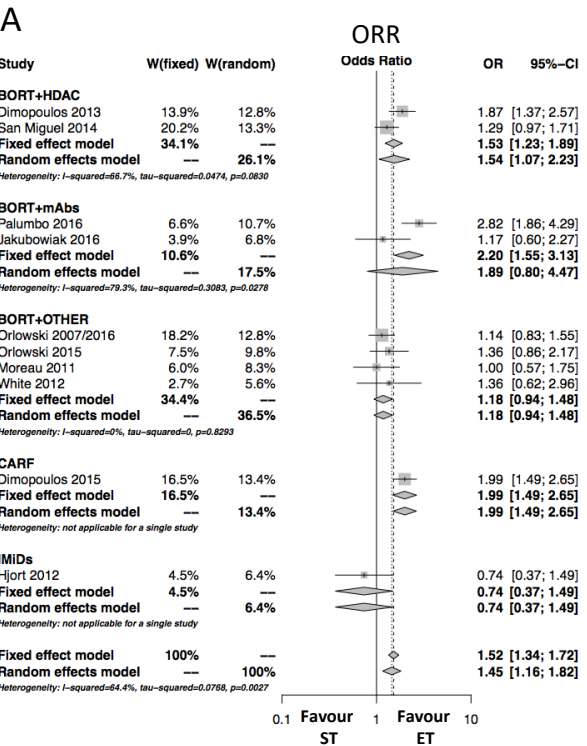 A
ORR
Study W(fixed) W(random) Odds Ratio OR 95%−CI
BORT+HDAC
Dimopoulos 2013 13.9% 12.8% 1.87 [1.37; 2.57]
San Miguel 2014 20.2% 13.3% 1.29 [0.97; 1.71]
Fixed effect model 34.1% −− 1.53 [1.23; 1.89]
Random effects model −− 26.1% 1.54 [1.07; 2.23]
Heterogeneity: I−squared=66.7%, tau−squared=0.0474, p=0.0830
BORT+mAbs
Palumbo 2016 6.6% 10.7% 2.82 [1.86; 4.29]
Jakubowiak 2016 3.9% 6.8% 1.17 [0.60; 2.27]
Fixed effect model 10.6% −− 2.20 [1.55; 3.13]
Random effects model −− 17.5% 1.89 [0.80; 4.47]
Heterogeneity: I−squared=79.3%, tau−squared=0.3083, p=0.0278
BORT+OTHER
Orlowski 2007/2016 18.2% 12.8% 1.14 [0.83; 1.55]
Orlowski 2015 7.5% 9.8% 1.36 [0.86; 2.17]
Moreau 2011 6.0% 8.3% 1.00 [0.57; 1.75]
White 2012 2.7% 5.6% 1.36 [0.62; 2.96]
Fixed effect model 34.4% −− 1.18 [0.94; 1.48]
Random effects model −− 36.5% 1.18 [0.94; 1.48]
Heterogeneity: I−squared=0%, tau−squared=0, p=0.8293
CARF
Dimopoulos 2015 16.5% 13.4% 1.99 [1.49; 2.65]
Fixed effect model 16.5% −− 1.99 [1.49; 2.65]
Random effects model −− 13.4% 1.99 [1.49; 2.65]
Heterogeneity: not applicable for a single study
IMiDs
Hjort 2012 4.5% 6.4% 0.74 [0.37; 1.49]
Fixed effect model 4.5% −− 0.74 [0.37; 1.49]
Random effects model −− 6.4% 0.74 [0.37; 1.49]
Heterogeneity: not applicable for a single study
Fixed effect model 100% −− 1.52 [1.34; 1.72]
Random effects model −− 100% 1.45 [1.16; 1.82]
Heterogeneity: I−squared=64.4%, tau−squared=0.0768, p=0.0027
0.1 Favour 1 Favour 10
ST ET